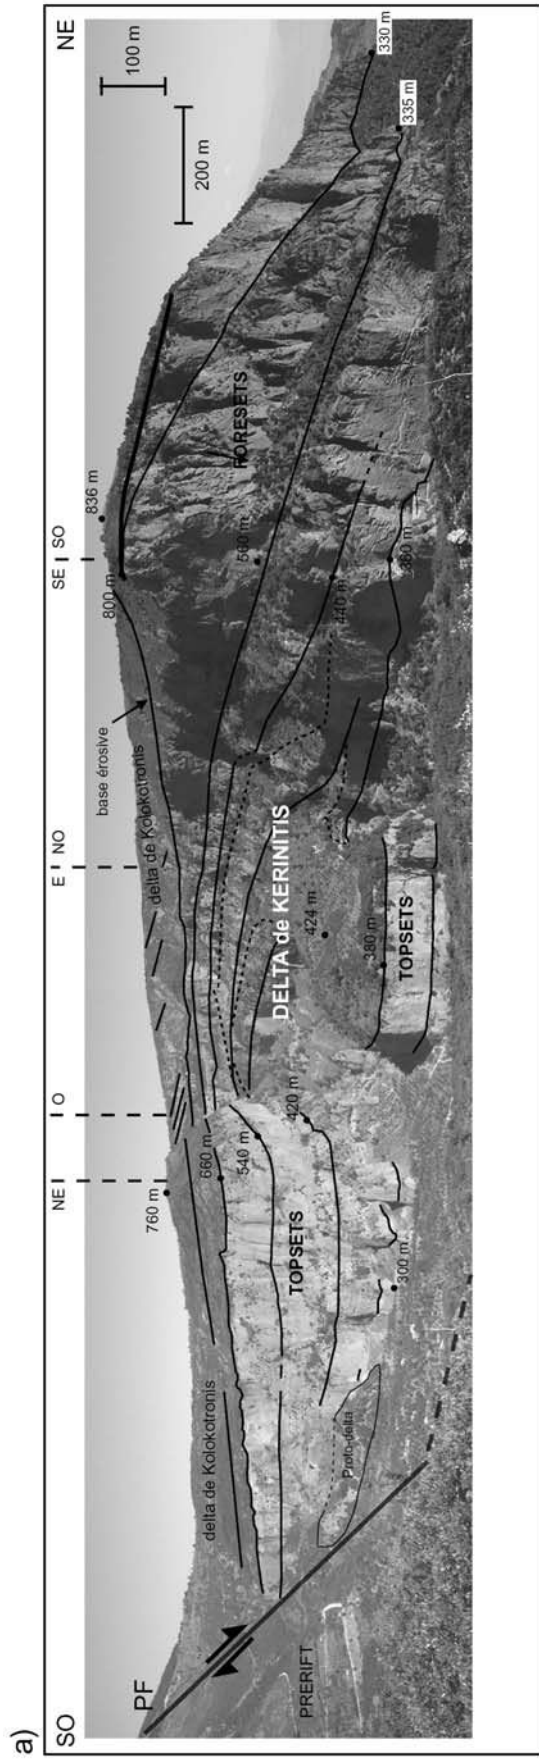 a)
SO
NE
O
E
NO
SE
SO
NE
100 m
200 m
PF
PRERIFT
delta de Kolokotronis
760 m
660 m
540 m
420 m
300 m
TOPSETS
Proto-delta
delta de Kolokotronis
base érosive
DELTA de KERINITIS
424 m
380 m
TOPSETS
800 m
836 m
FORESETS
560 m
440 m
380 m
330 m
335 m